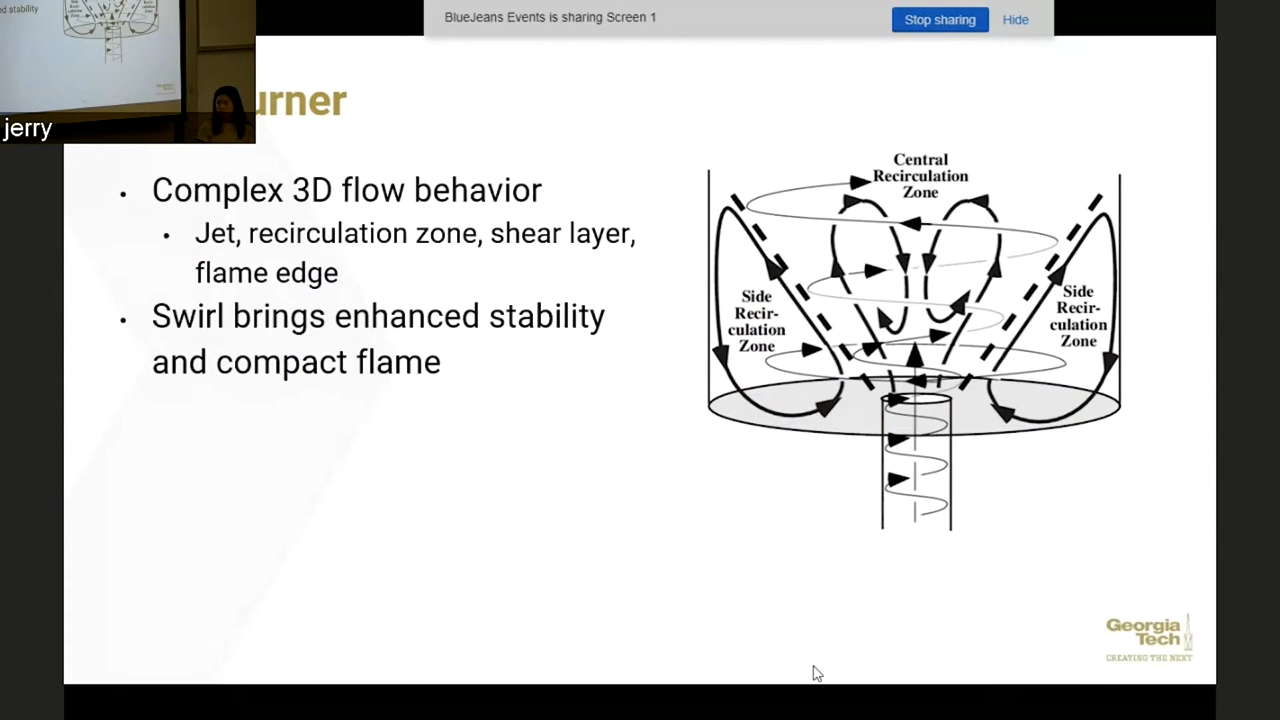 ed stability
BlueJeans Events is sharing Screen 1
Stop sharing
Hide
jerry
urner
• Complex 3D flow behavior
• Jet, recirculation zone, shear layer,
flame edge
• Swirl brings enhanced stability
and compact flame
Central
Recirculation
Zone
Side
Recir-
culation
Zone
Side
Recir-
culation
Zone
Georgia
Tech
CREATING THE NEXT